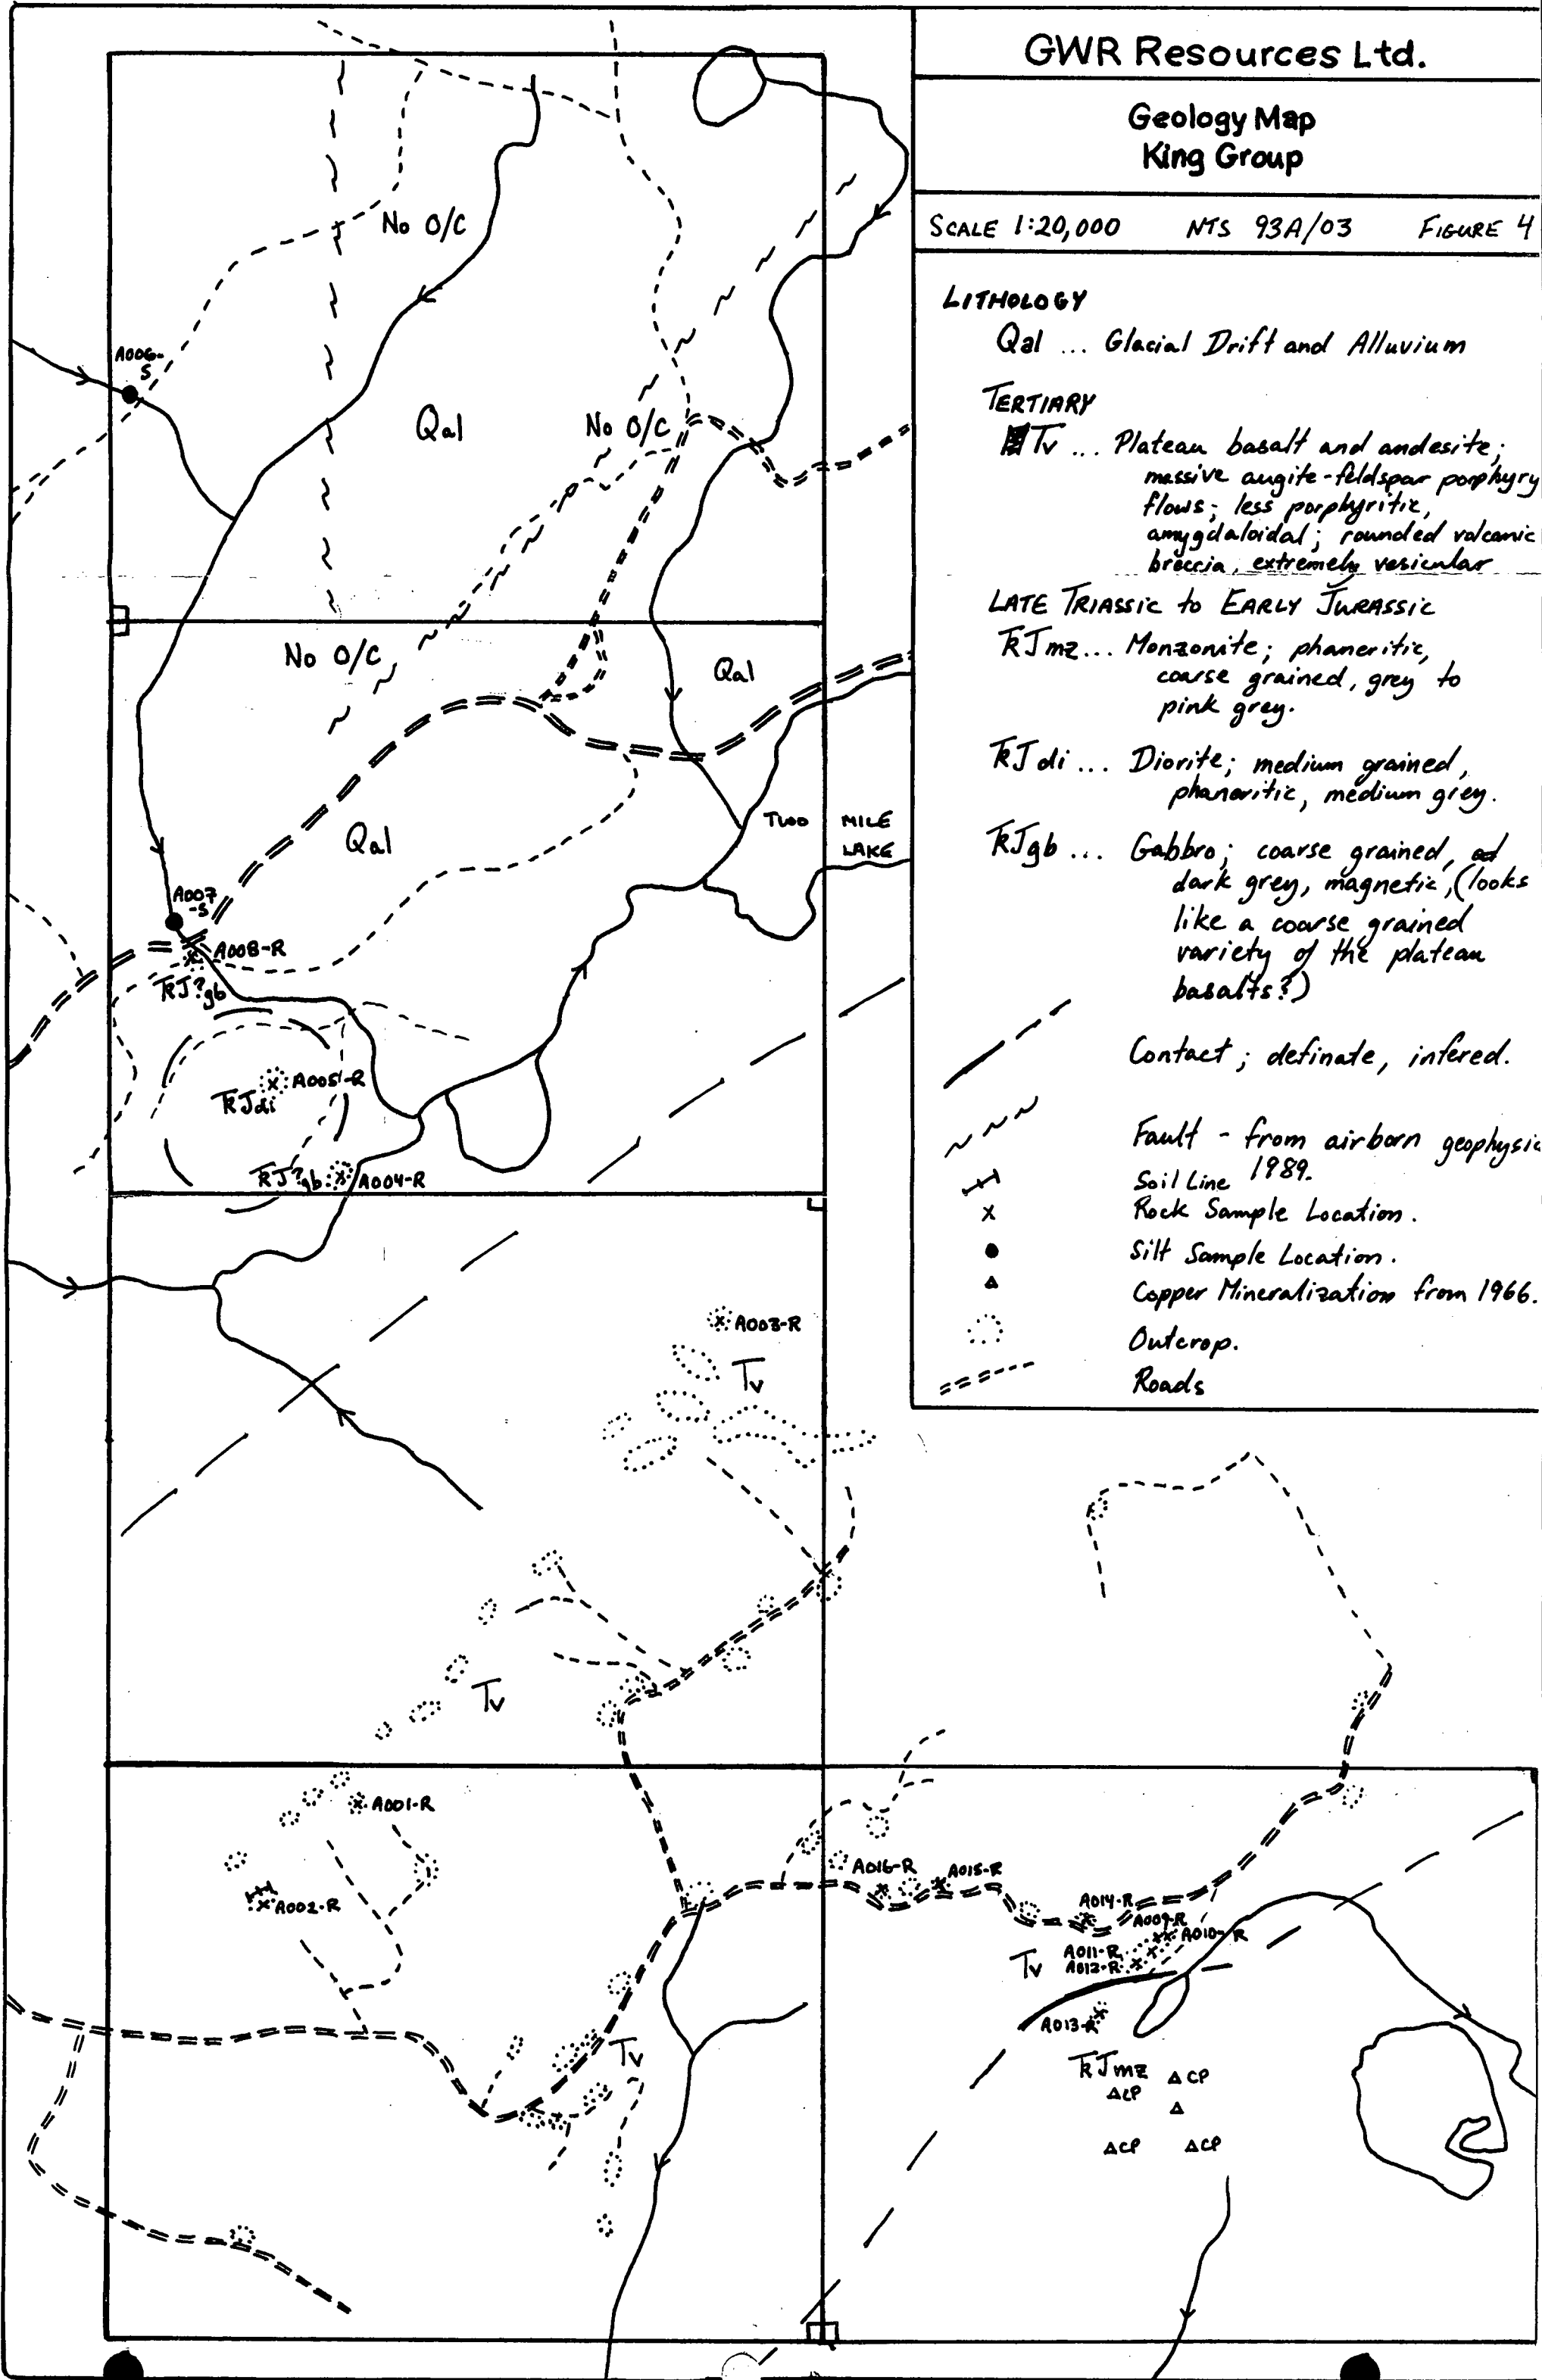 GWR Resources Ltd.
Geology Map
King Group
SCALE 1:20,000 NTS 93A/03 FIGURE 4
LITHOLOGY
Qal ... Glacial Drift and Alluvium
TERTIARY
Tv ... Plateau basalt and andesite;
massive augite-feldspar porphyry
flows; less porphyritic,
amygdaloidal; rounded volcanic
breccia, extremely vesicular
LATE TRIASSIC to EARLY JURASSIC
TRJmz... Monzonite; phaneritic,
coarse grained, grey to
pink grey.
TRJdi ... Diorite; medium grained,
phaneritic, medium grey.
TRJgb ... Gabbro; coarse grained,
dark grey, magnetic, (looks
like a coarse grained
variety of the plateau
basalts?)
Contact; definate, infered.
Fault - from airborn geophysic
1989.
Soil Line
Rock Sample Location.
Silt Sample Location.
Copper Mineralization from 1966.
Outcrop.
Roads
No O/C
A006-
S
Qal
No O/C
No O/C
Qal
Qal
TWO MILE
LAKE
A007
-S
A008-R
TRJ?gb
A005-R
TRJdi
TRJ?gb
A004-R
A003-R
Tv
Tv
A001-R
A002-R
A016-R
A015-R
A014-R
A009-R
A010-R
A011-R
A012-R
Tv
A013-R
Tv
TRJmz
CP
CP
CP
CP